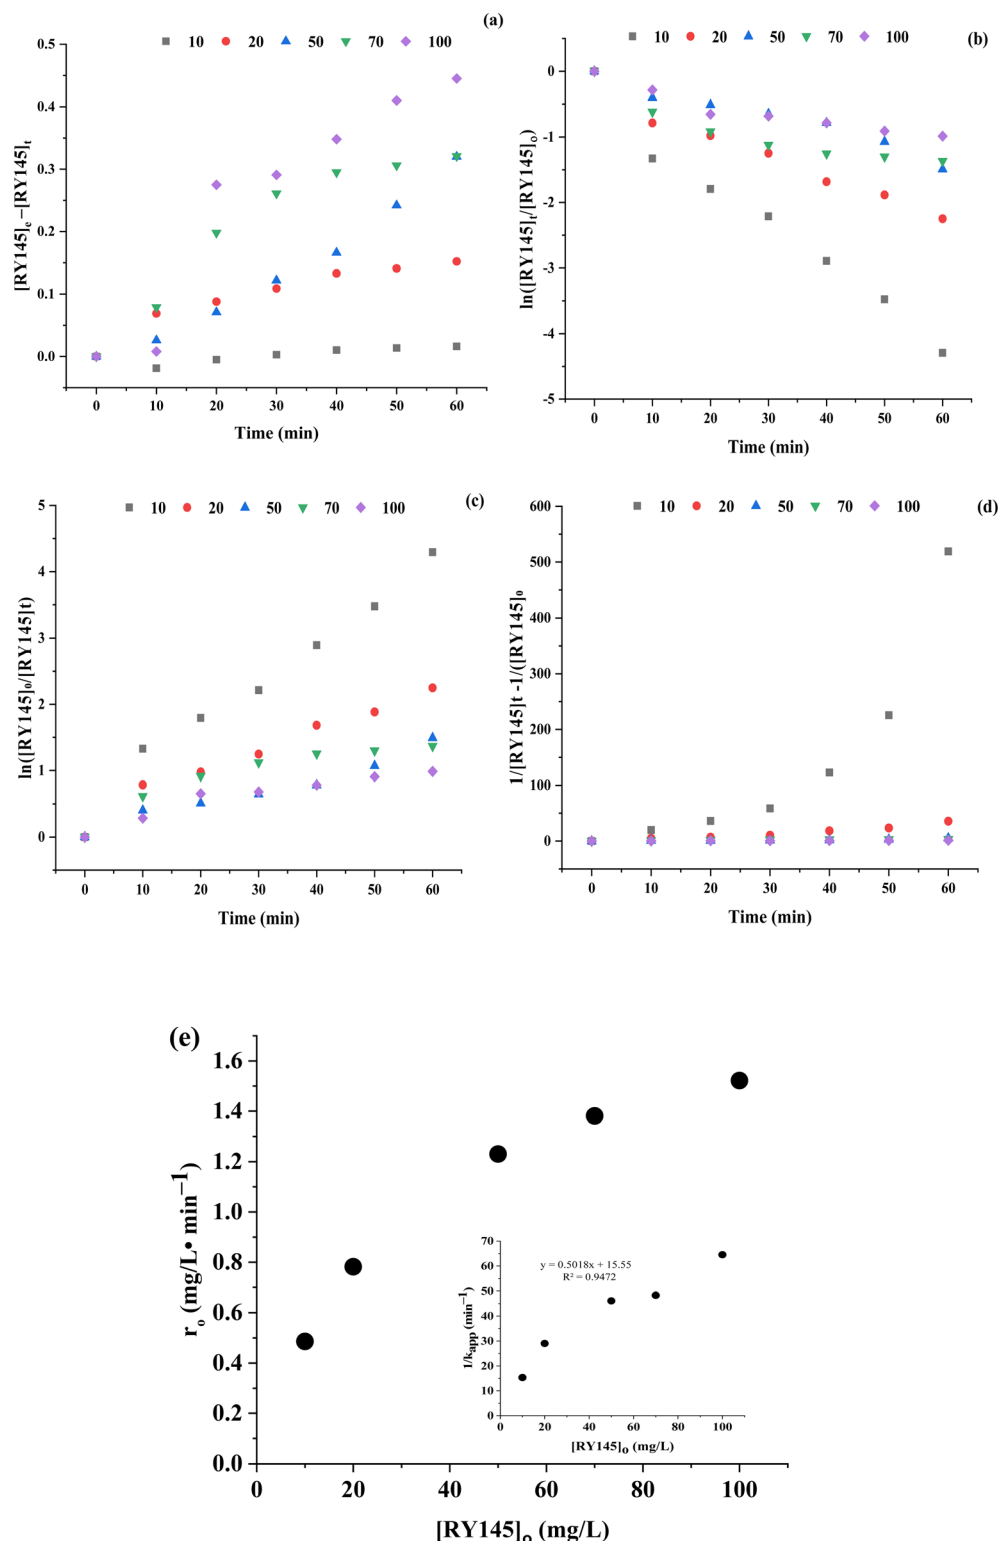 (a)
10 20 50 70 100
0.5
0.4
0.3
0.2
0.1
0.0
[RY145]ₑ −[RY145]ₜ
0 10 20 30 40 50 60
Time (min)
(b)
10 20 50 70 100
0
-1
-2
-3
-4
-5
ln([RY145]ₜ/[RY145]ₒ)
0 10 20 30 40 50 60
Time (min)
(c)
10 20 50 70 100
5
4
3
2
1
0
ln([RY145]₀/[RY145]t)
0 10 20 30 40 50 60
Time (min)
(d)
10 20 50 70 100
600
500
400
300
200
100
0
1/[RY145]t -1/([RY145]₀
0 10 20 30 40 50 60
Time (min)
(e)
1.6
1.4
1.2
1.0
0.8
0.6
0.4
0.2
0.0
rₒ (mg/L• min⁻¹)
0 20 40 60 80 100
[RY145]ₒ (mg/L)
70
60
50
40
30
20
10
0
1/kapp (min⁻¹)
y = 0.5018x + 15.55
R² = 0.9472
0 20 40 60 80 100
[RY145]O (mg/L)